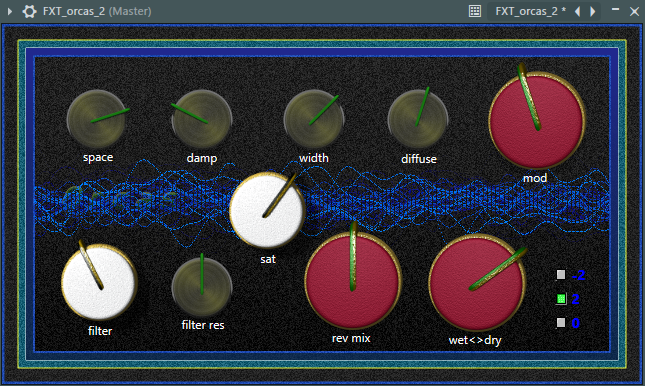 FXT_orcas_2 (Master)
FXT_orcas_2 *
space
damp
width
diffuse
mod
sat
filter
filter res
rev mix
wet<>dry
-2
2
0